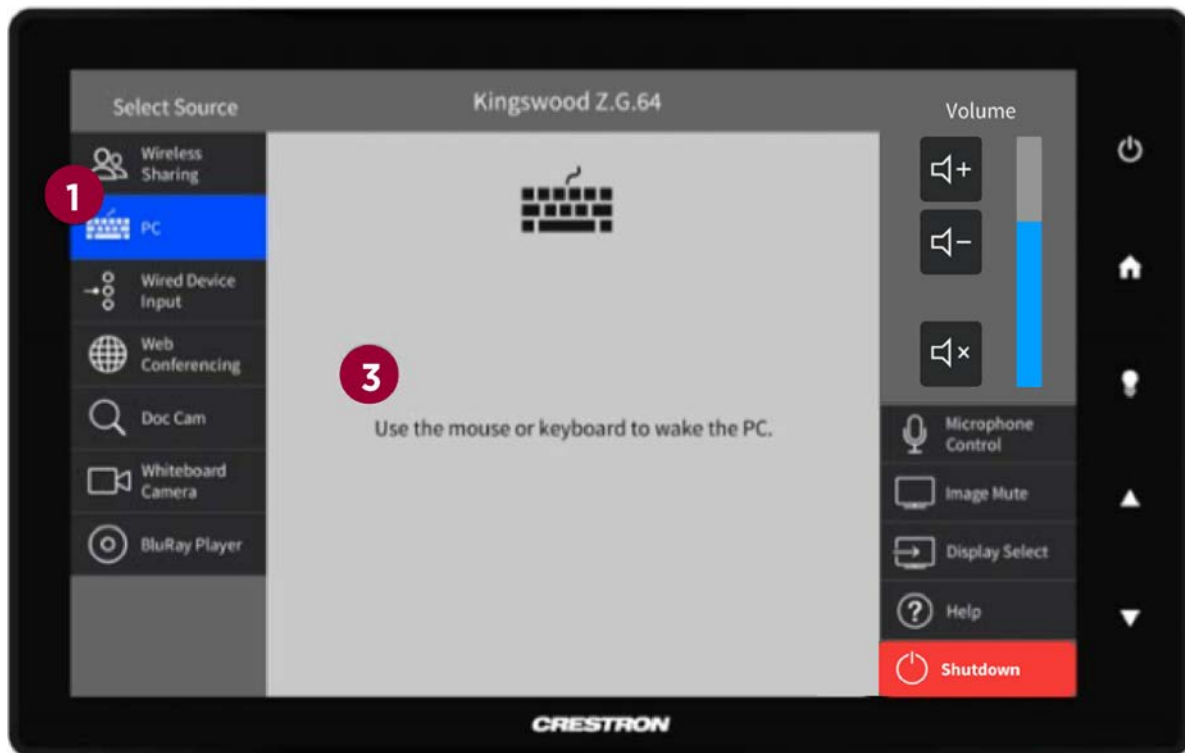 Select Source
Kingswood Z.G.64
Volume
Wireless
Sharing
1
PC
Wired Device
Input
Web
Conferencing
Doc Cam
Whiteboard
Camera
BluRay Player
3
Use the mouse or keyboard to wake the PC.
Microphone
Control
Image Mute
Display Select
Help
Shutdown
CRESTRON